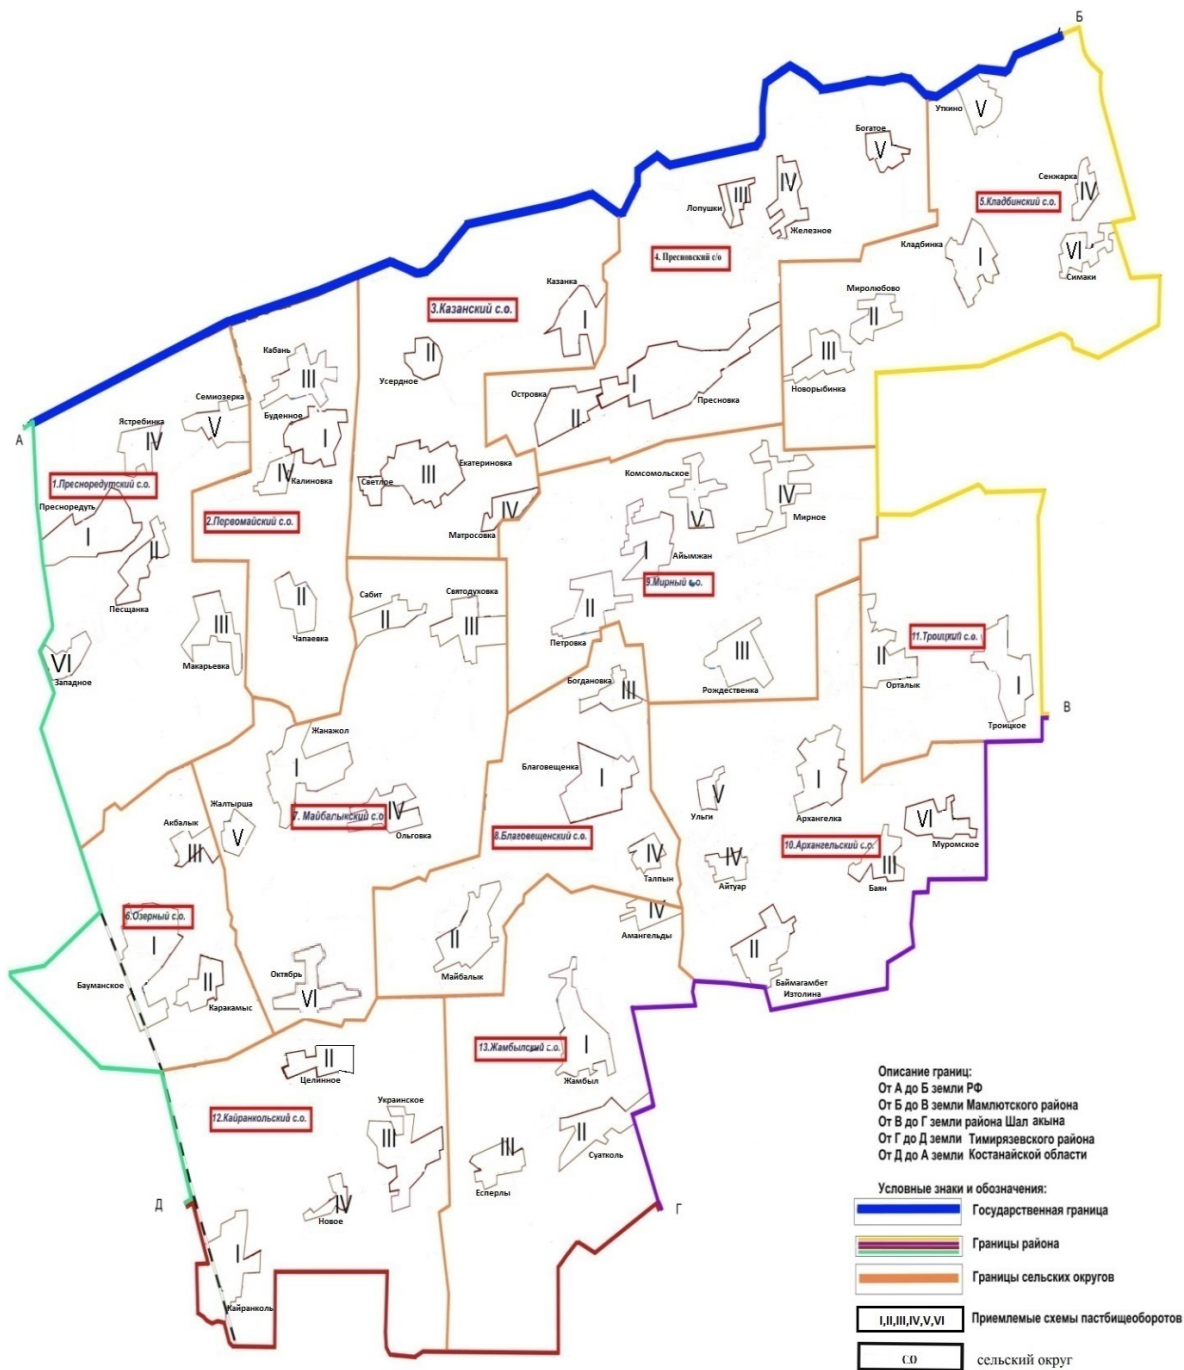 Б
Уткино
V
Богатое
V
Сенжарка
IV
Лопушки
III
IV
Железное
5.Кладбинский с.о.
Кладбинка
I
VI
Симаки
4. Пресновский с/о
Казанка
I
3.Казанский с.о.
Миролюбово
II
Усердное
II
Новорыбинка
III
Кабань
III
Островка
II
I
Пресновка
Семиозерка
V
Буденное
I
А
Ястребинка
IV
IV
Калиновка
Светлое
III
Екатериновка
IV
Матросовка
Комсомольское
V
IV
Мирное
1.Пресноредутский с.о.
Пресноредуть
I
II
Песщанка
2.Первомайский с.о.
I
Айымжан
9.Мирный с.о.
Сабит
II
Святодуховка
III
II
Чапаевка
II
Петровка
III
Макарьевка
VI
Западное
III
Рождественка
11.Троицкий с.о.
II
Орталык
I
Троицкое
В
Богдановка
III
Жанажол
I
Благовещенка
I
I
Архангелка
V
Ульги
7. Майбалыкский с.о
IV
Ольговка
Жалтырша
V
Акбалык
III
8.Благовещенский с.о.
VI
Муромское
10.Архангельский с.о.
III
Баян
IV
Талпын
IV
Айтуар
IV
Амангельды
6.Озерный с.о.
I
Бауманское
II
Каракамыс
Октябрь
VI
II
Майбалык
II
Баймагамбет
Изтолина
13.Жамбылский с.о.
I
Жамбыл
II
Целинное
12.Кайранкольский с.о.
Украинское
III
II
Суатколь
III
Есперлы
IV
Новое
Д
Г
I
Кайранколь
Описание границ:
От А до Б земли РФ
От Б до В земли Мамлютского района
От В до Г земли района Шал акына
От Г до Д земли Тимирязевского района
От Д до А земли Костанайской области
Условные знаки и обозначения:
Государственная граница
Границы район
Границы сельских округов
I,II,III,IV,V,VI Приемлемые схемы пастбищеоборотов
СО сельский округ